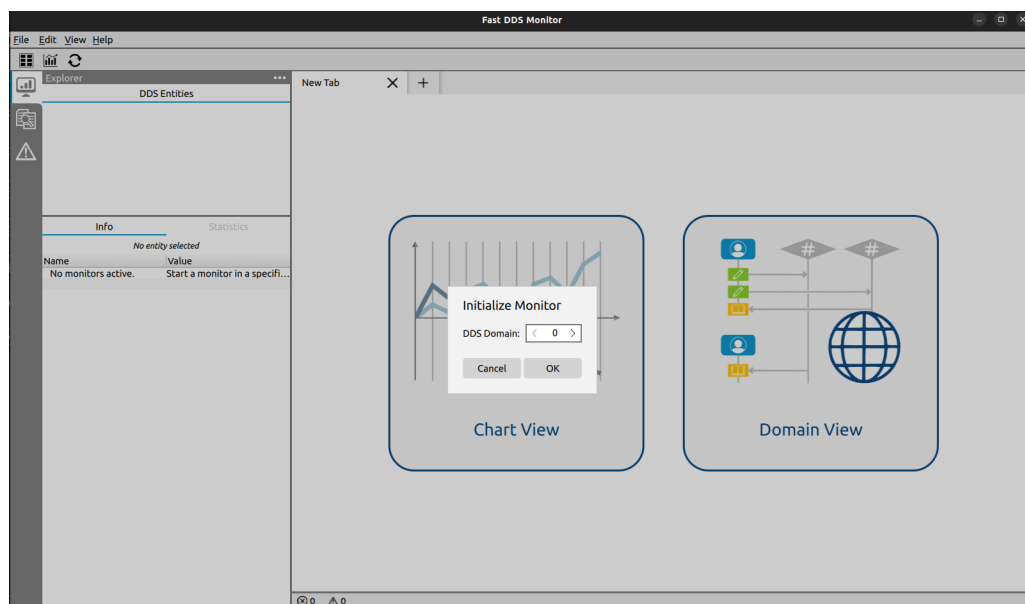 Fast DDS Monitor
File Edit View Help
Explorer
DDS Entities
New Tab
Info Statistics
No entity selected
Name Value
No monitors active. Start a monitor in a specifi...
Initialize Monitor
DDS Domain: < 0 >
Cancel OK
# #
Chart View
Domain View
0 0